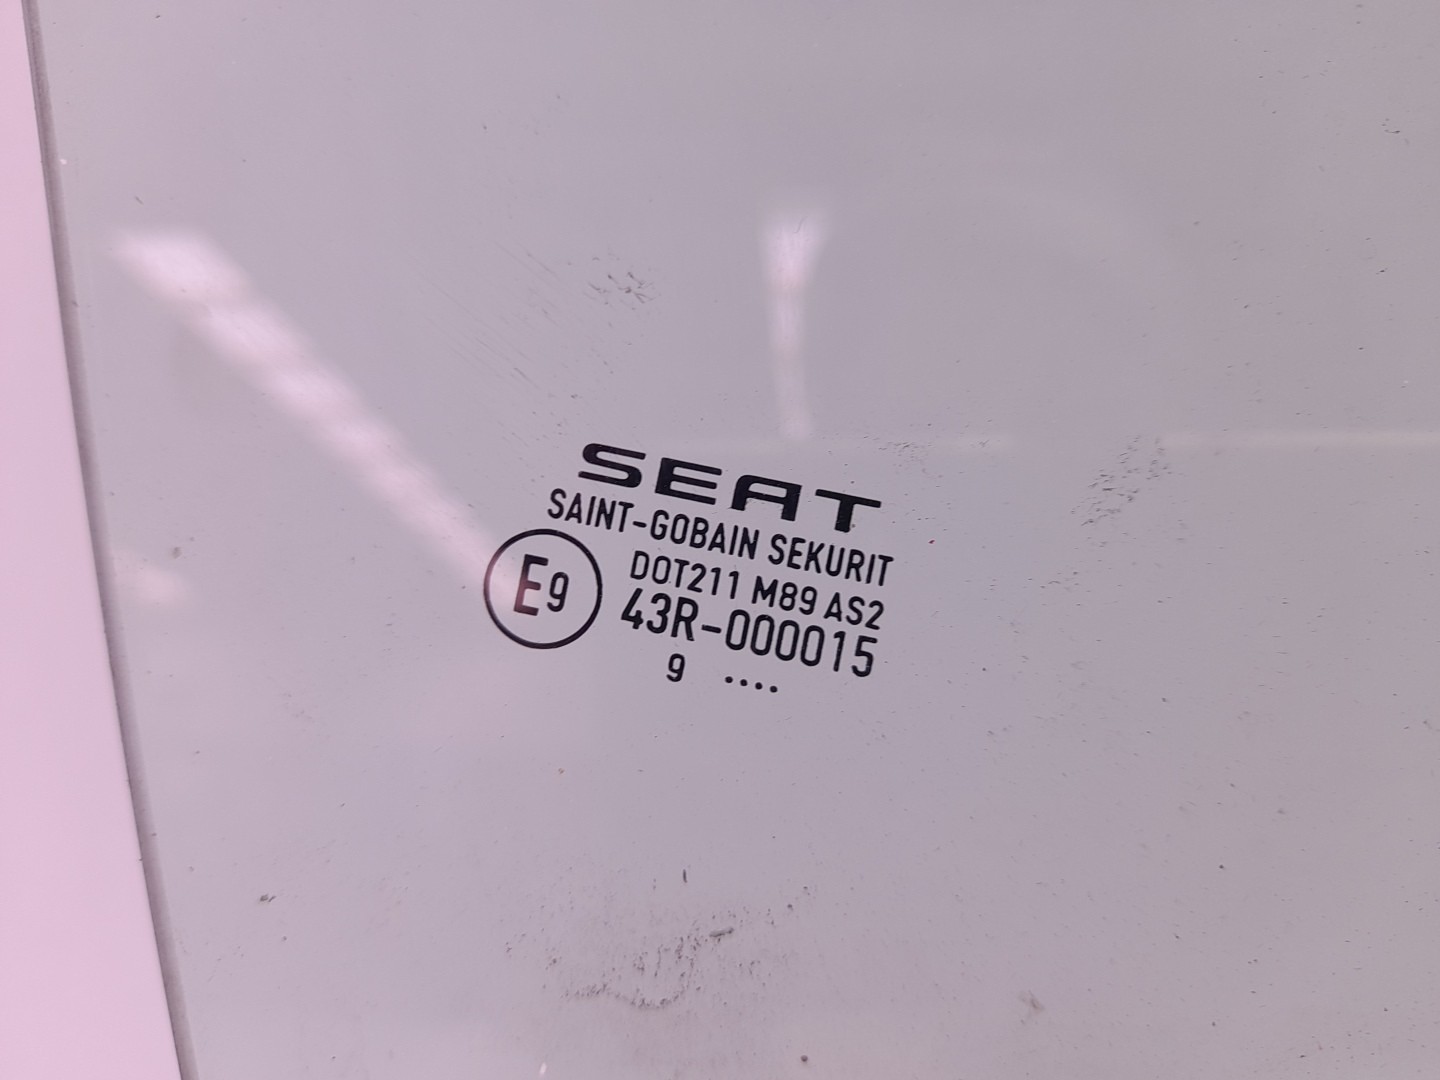 SEAT
SAINT-GOBAIN SEKURIT
E9 DOT211 M89 AS2
43R-000015
9 ....